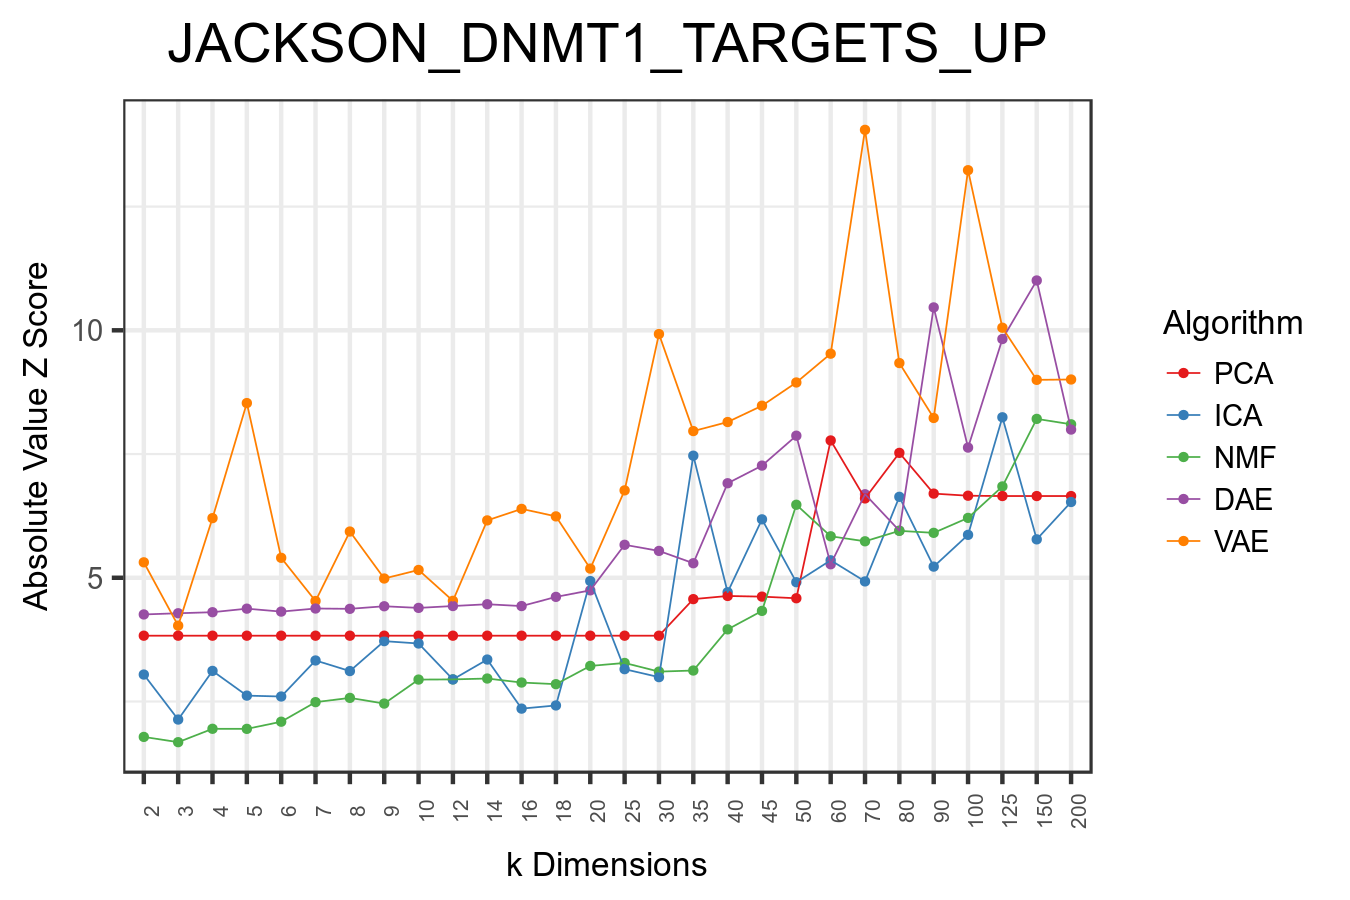 JACKSON_DNMT1_TARGETS_UP
Absolute Value Z Score
10
5
2 3 4 5 6 7 8 9 10 12 14 16 18 20 25 30 35 40 45 50 60 70 80 90 100 125 150 200
k Dimensions
Algorithm
PCA
ICA
NMF
DAE
VAE